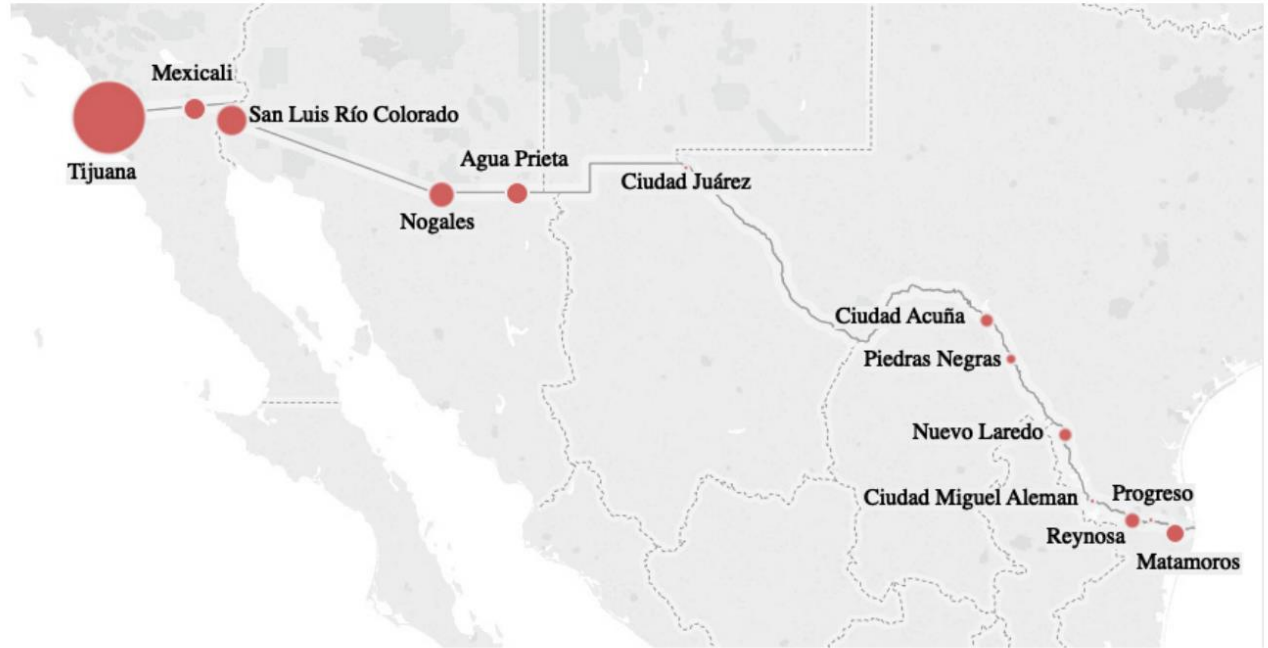 Mexicali
San Luis Río Colorado
Tijuana
Agua Prieta
Ciudad Juárez
Nogales
Ciudad Acuña
Piedras Negras
Nuevo Laredo
Ciudad Miguel Aleman
Progreso
Reynosa
Matamoros